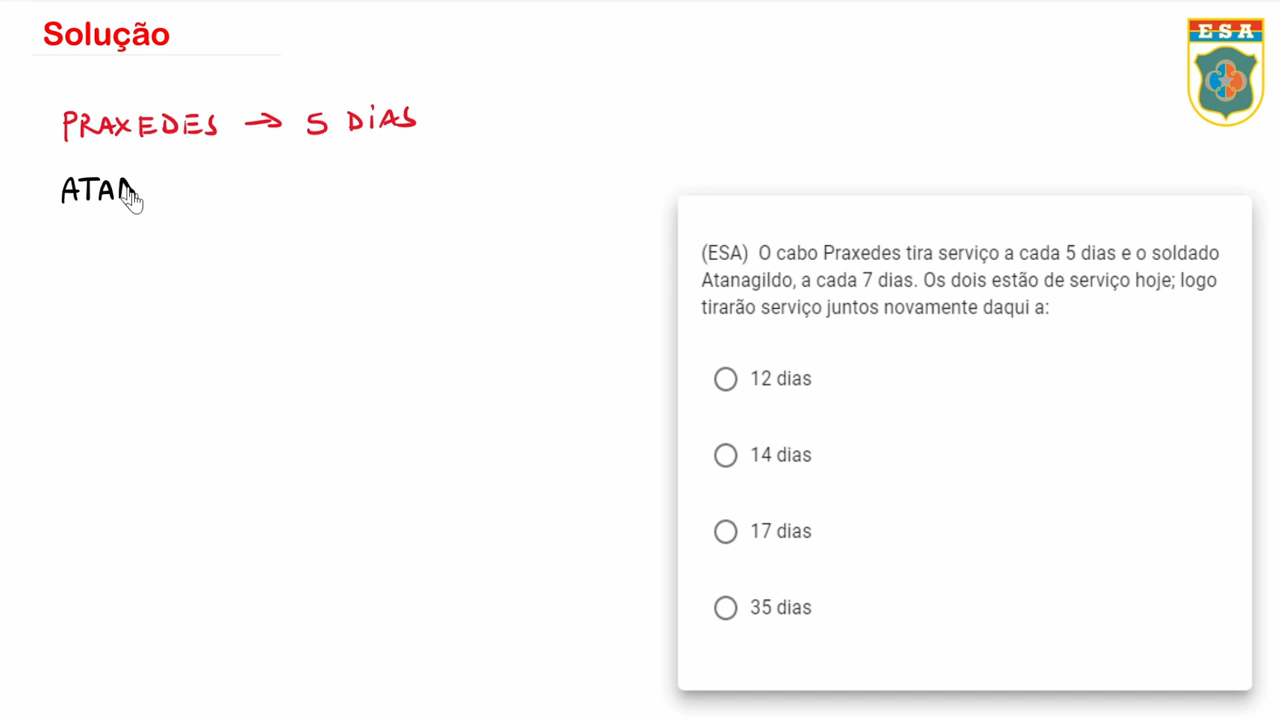 Solução
ESA
PRAXEDES → 5 DIAS
ATAN
(ESA) O cabo Praxedes tira serviço a cada 5 dias e o soldado
Atanagildo, a cada 7 dias. Os dois estão de serviço hoje; logo
tirarão serviço juntos novamente daqui a:
12 dias
14 dias
17 dias
35 dias